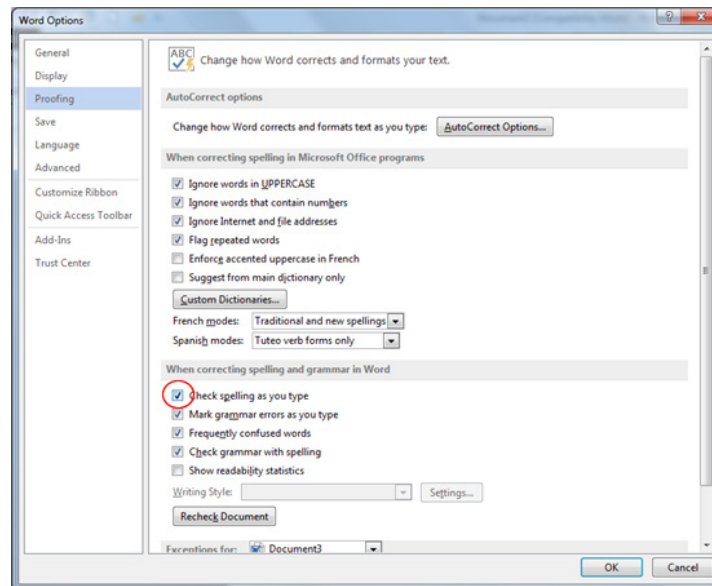 Word Options
General
Display
Proofing
Save
Language
Advanced
Customize Ribbon
Quick Access Toolbar
Add-Ins
Trust Center
ABC
Change how Word corrects and formats your text.
AutoCorrect options
Change how Word corrects and formats text as you type: AutoCorrect Options...
When correcting spelling in Microsoft Office programs
Ignore words in UPPERCASE
Ignore words that contain numbers
Ignore Internet and file addresses
Flag repeated words
Enforce accented uppercase in French
Suggest from main dictionary only
Custom Dictionaries...
French modes: Traditional and new spellings
Spanish modes: Tuteo verb forms only
When correcting spelling and grammar in Word
Check spelling as you type
Mark grammar errors as you type
Frequently confused words
Check grammar with spelling
Show readability statistics
Writing Style: Settings...
Recheck Document
Exceptions for: Document3
OK Cancel